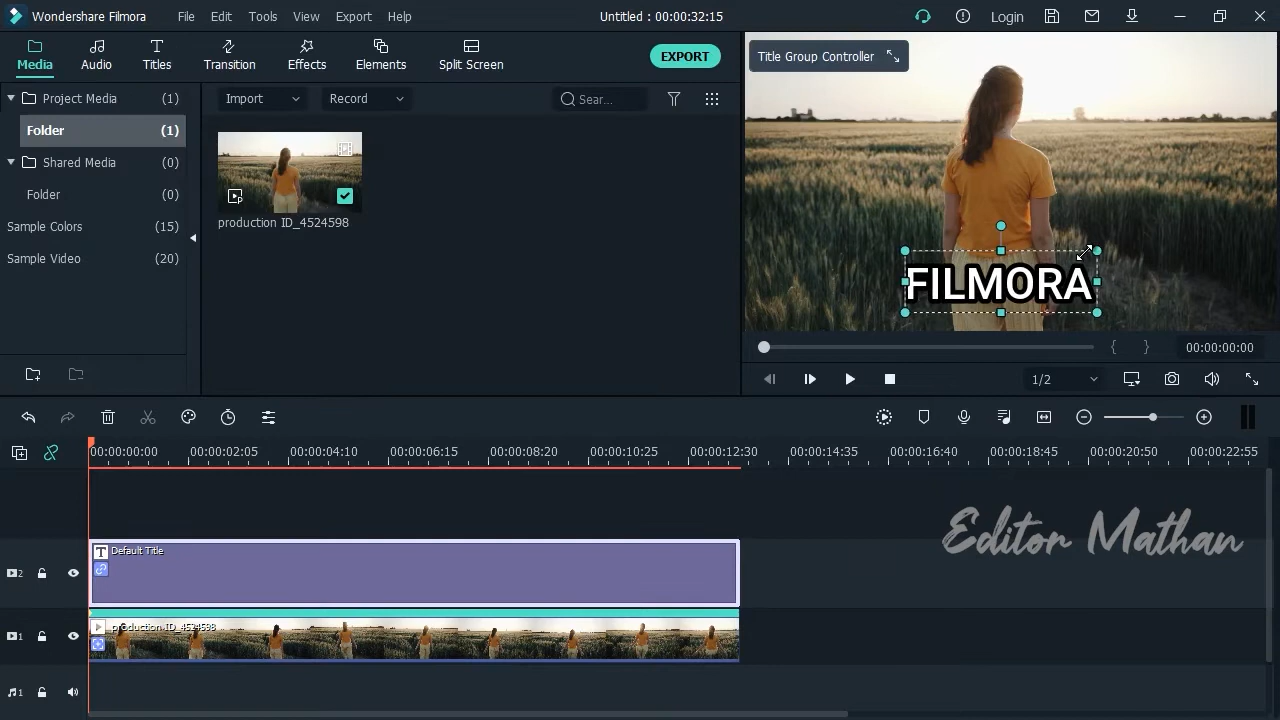 Wondershare Filmora File Edit Tools View Export Help Untitled : 00:00:32:15 Login
Media Audio Titles Transition Effects Elements Split Screen EXPORT
Title Group Controller
Project Media (1) Import Record Sear...
Folder (1)
Shared Media (0)
Folder (0)
production ID_4524598
Sample Colors (15)
Sample Video (20)
FILMORA
{ } 00:00:00:00
1/2
00:00:00:00 00:00:02:05 00:00:04:10 00:00:06:15 00:00:08:20 00:00:10:25 00:00:12:30 00:00:14:35 00:00:16:40 00:00:18:45 00:00:20:50 00:00:22:55
Editor Mathan
T Default Title
2
production ID_4524598
1
1